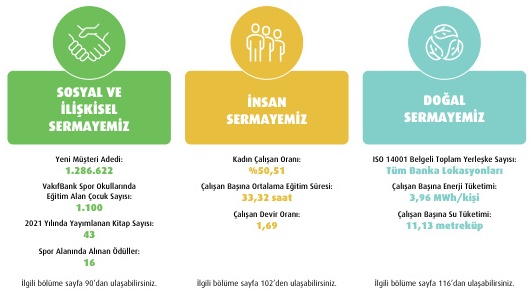 SOSYAL VE
İLİŞKİSEL
SERMAYEMİZ
Yeni Müşteri Adedi:
1.286.622
VakıfBank Spor Okullarında
Eğitim Alan Çocuk Sayısı:
1.100
2021 Yılında Yayımlanan Kitap Sayısı:
43
Spor Alanında Alınan Ödüller:
16
İlgili bölüme sayfa 90'dan ulaşabilirsiniz.
İNSAN
SERMAYEMİZ
Kadın Çalışan Oranı:
%50,51
Çalışan Başına Ortalama Eğitim Süresi:
33,32 saat
Çalışan Devir Oranı:
1,69
İlgili bölüme sayfa 102'den ulaşabilirsiniz.
DOĞAL
SERMAYEMİZ
ISO 14001 Belgeli Toplam Yerleşke Sayısı:
Tüm Banka Lokasyonları
Çalışan Başına Enerji Tüketimi:
3,96 MWh/kişi
Çalışan Başına Su Tüketimi:
11,13 metreküp
İlgili bölüme sayfa 116'dan ulaşabilirsiniz.